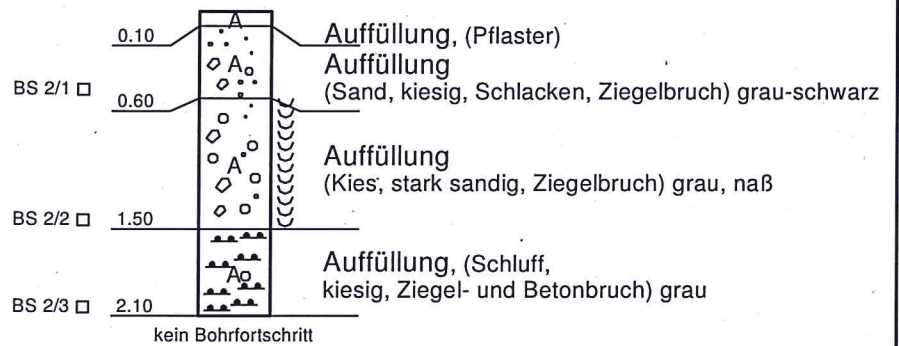 A
0.10
Auffüllung, (Pflaster)
A
Auffüllung
BS 2/1
(Sand, kiesig, Schlacken, Ziegelbruch) grau-schwarz
0.60
A
Auffüllung
(Kies, stark sandig, Ziegelbruch) grau, naß
BS 2/2
1.50
A
Auffüllung, (Schluff,
kiesig, Ziegel- und Betonbruch) grau
BS 2/3
2.10
kein Bohrfortschritt